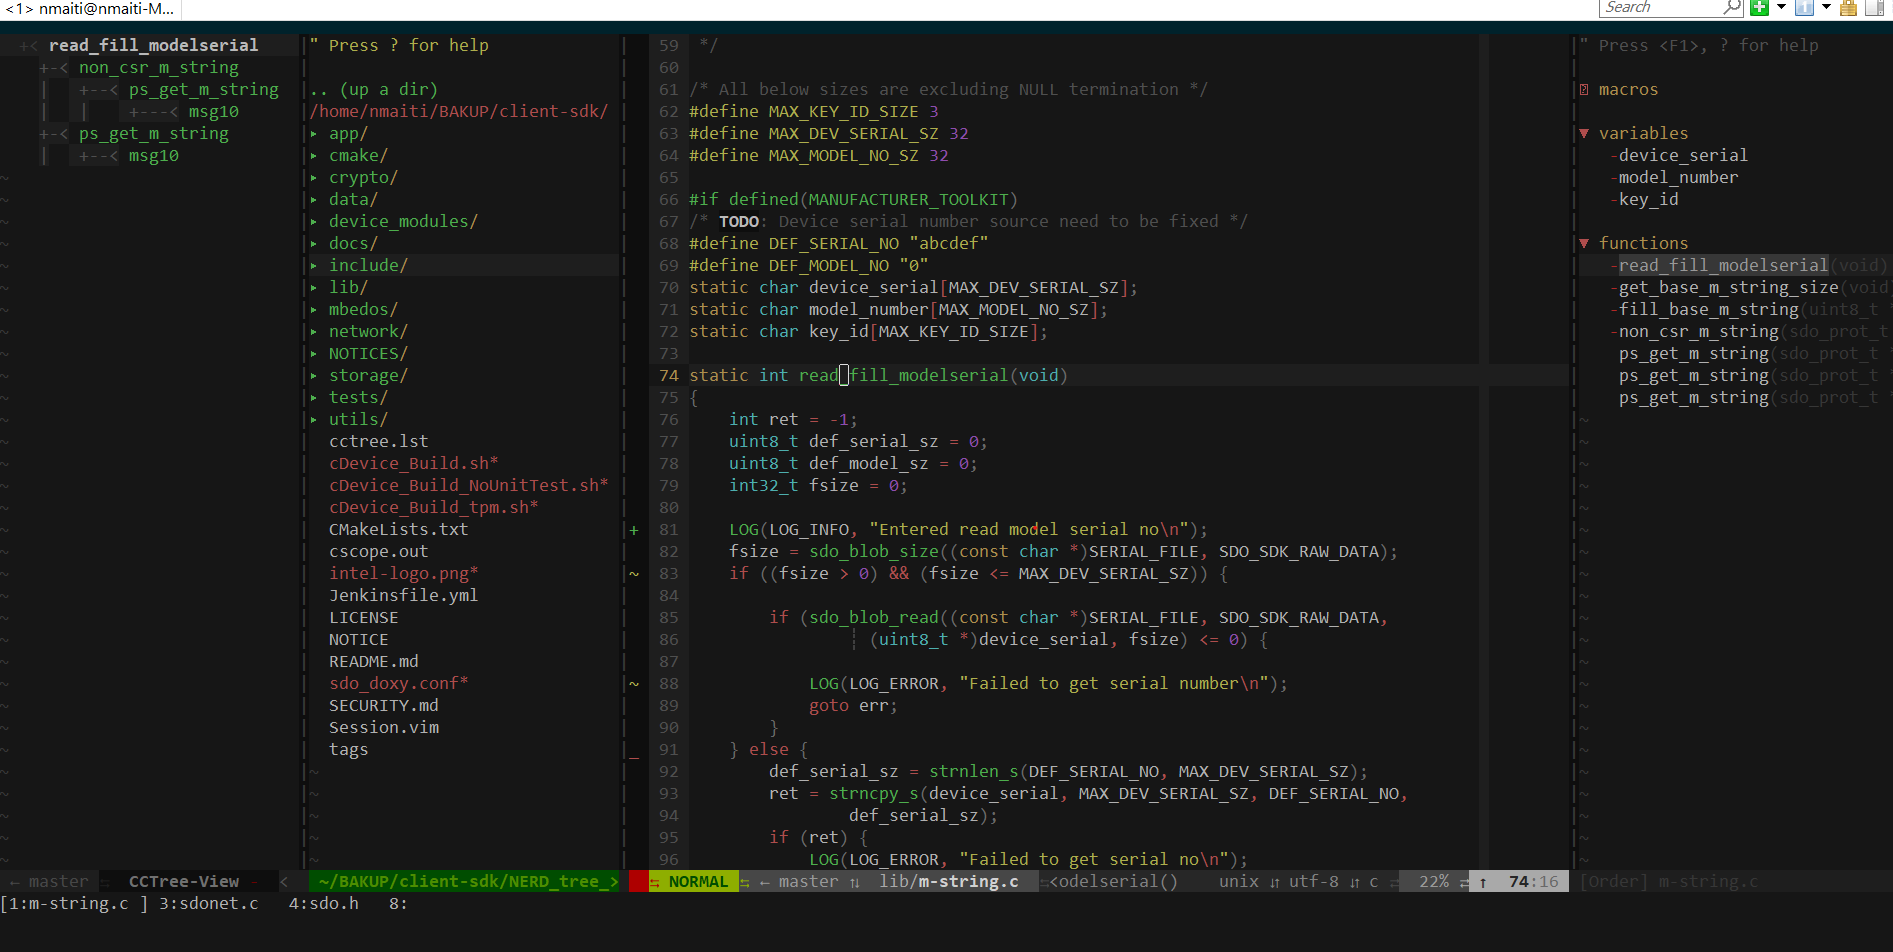 <1> nmaiti@nmaiti-M...
Search
+< read_fill_modelserial
+-< non_csr_m_string
| +--< ps_get_m_string
| | +---< msg10
+-< ps_get_m_string
| +--< msg10
" Press ? for help
.. (up a dir)
/home/nmaiti/BAKUP/client-sdk/
▸ app/
▸ cmake/
▸ crypto/
▸ data/
▸ device_modules/
▸ docs/
▸ include/
▸ lib/
▸ mbedos/
▸ network/
▸ NOTICES/
▸ storage/
▸ tests/
▸ utils/
cctree.lst
cDevice_Build.sh*
cDevice_Build_NoUnitTest.sh*
cDevice_Build_tpm.sh*
CMakeLists.txt
cscope.out
intel-logo.png*
Jenkinsfile.yml
LICENSE
NOTICE
README.md
sdo_doxy.conf*
SECURITY.md
Session.vim
tags
59 */
60
61 /* All below sizes are excluding NULL termination */
62 #define MAX_KEY_ID_SIZE 3
63 #define MAX_DEV_SERIAL_SZ 32
64 #define MAX_MODEL_NO_SZ 32
65
66 #if defined(MANUFACTURER_TOOLKIT)
67 /* TODO: Device serial number source need to be fixed */
68 #define DEF_SERIAL_NO "abcdef"
69 #define DEF_MODEL_NO "0"
70 static char device_serial[MAX_DEV_SERIAL_SZ];
71 static char model_number[MAX_MODEL_NO_SZ];
72 static char key_id[MAX_KEY_ID_SIZE];
73
74 static int read_fill_modelserial(void)
75 {
76 int ret = -1;
77 uint8_t def_serial_sz = 0;
78 uint8_t def_model_sz = 0;
79 int32_t fsize = 0;
80
+ 81 LOG(LOG_INFO, "Entered read model serial no\n");
82 fsize = sdo_blob_size((const char *)SERIAL_FILE, SDO_SDK_RAW_DATA);
~ 83 if ((fsize > 0) && (fsize <= MAX_DEV_SERIAL_SZ)) {
84
85 if (sdo_blob_read((const char *)SERIAL_FILE, SDO_SDK_RAW_DATA,
86 ¦ (uint8_t *)device_serial, fsize) <= 0) {
87
~ 88 LOG(LOG_ERROR, "Failed to get serial number\n");
89 goto err;
90 }
_ 91 } else {
92 def_serial_sz = strnlen_s(DEF_SERIAL_NO, MAX_DEV_SERIAL_SZ);
93 ret = strncpy_s(device_serial, MAX_DEV_SERIAL_SZ, DEF_SERIAL_NO,
94 def_serial_sz);
95 if (ret) {
96 LOG(LOG_ERROR, "Failed to get serial no\n");
" Press <F1>, ? for help
macros
▼ variables
-device_serial
-model_number
-key_id
▼ functions
-read_fill_modelserial(void)
-get_base_m_string_size(void
-fill_base_m_string(uint8_t
-non_csr_m_string(sdo_prot_t
ps_get_m_string(sdo_prot_t *
ps_get_m_string(sdo_prot_t *
ps_get_m_string(sdo_prot_t *
← master CCTree-View - < ~/BAKUP/client-sdk/NERD_tree_> NORMAL ← master lib/m-string.c <odelserial() unix utf-8 c 22% 74:16 [Order] m-string.c
[1:m-string.c ] 3:sdonet.c 4:sdo.h 8: